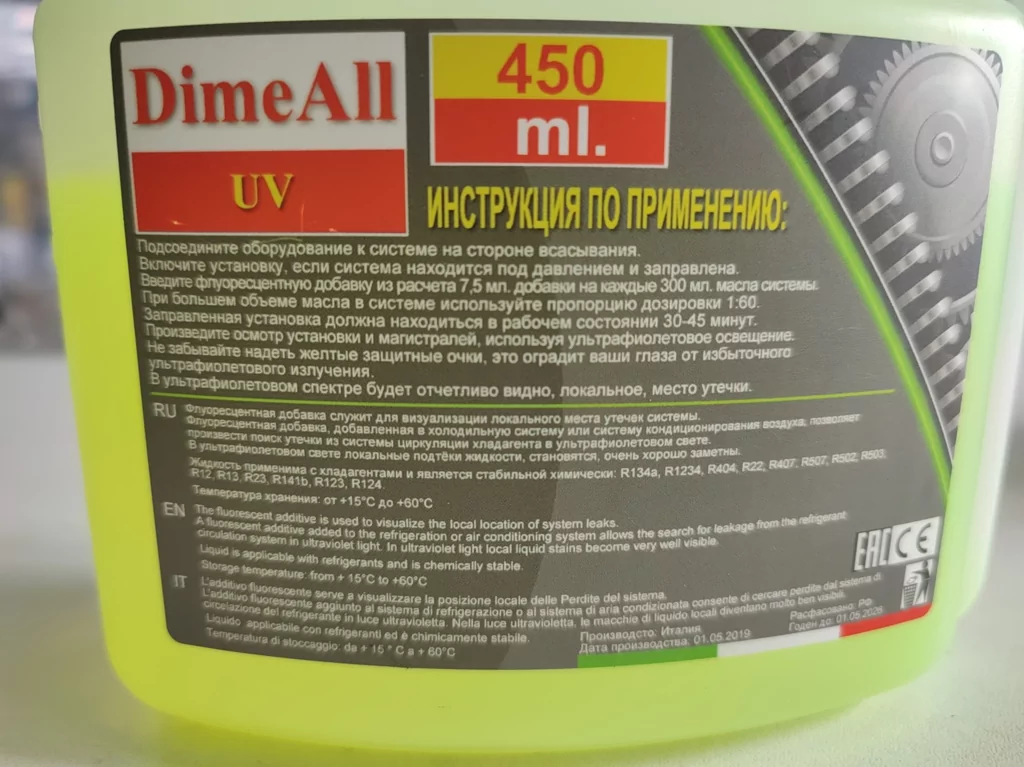 DimeAll
UV
450
ml.
ИНСТРУКЦИЯ ПО ПРИМЕНЕНИЮ:
Подсоедините оборудование к системе на стороне всасывания.
Включите установку, если система находится под давлением и заправлена.
Введите флуоресцентную добавку из расчета 7,5 мл. добавки на каждые 300 мл. масла системы.
При большем объеме масла в системе используйте пропорцию дозировки 1:60.
Заправленная установка должна находиться в рабочем состоянии 30-45 минут.
Произведите осмотр установки и магистралей, используя ультрафиолетовое освещение.
Не забывайте надеть желтые защитные очки, это оградит ваши глаза от избыточного
ультрафиолетового излучения.
В ультрафиолетовом спектре будет отчетливо видно, локальное, место утечки.
RU Флуоресцентная добавка служит для визуализации локального места утечек системы.
Флуоресцентная добавка, добавленная в холодильную систему или систему кондиционирования воздуха, позволяет
произвести поиск утечки из системы циркуляции хладагента в ультрафиолетовом свете.
В ультрафиолетовом свете локальные подтёки жидкости, становятся, очень хорошо заметны.
Жидкость применима с хладагентами и является стабильной химически: R134a, R1234, R404, R22, R407, R507, R502, R503,
R12, R13, R23, R141b, R123, R124.
Температура хранения: от +15°C до +60°C
EN The fluorescent additive is used to visualize the local location of system leaks.
A fluorescent additive added to the refrigeration or air conditioning system allows the search for leakage from the refrigerant
circulation system in ultraviolet light. In ultraviolet light local liquid stains become very well visible.
Liquid is applicable with refrigerants and is chemically stable.
Storage temperature: from + 15°C to +60°C
IT L'additivo fluorescente serve a visualizzare la posizione locale delle Perdite del sistema.
L'additivo fluorescente aggiunto al sistema di refrigerazione o al sistema di aria condizionata consente di cercare perdite dal sistema di
circolazione del refrigerante in luce ultravioletta. Nella luce ultravioletta, le macchie di liquido locali diventano molto ben visibili.
Liquido applicabile con refrigeranti ed è chimicamente stabile.
Temperatura di stoccaggio: da + 15 ° C a + 60°C
EAC CE
Производсто: Италия
Дата производства: 01.05.2019
Расфасовано: РФ
Годен до: 01.05.2026